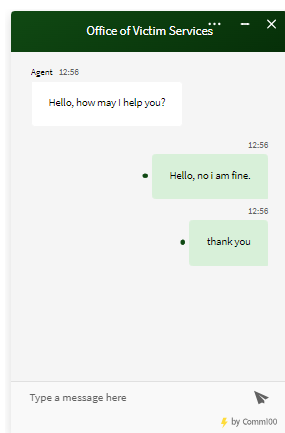 Office of Victim Services
Agent 12:56
Hello, how may I help you?
12:56
Hello, no i am fine.
12:56
thank you
Type a message here
by Comm100